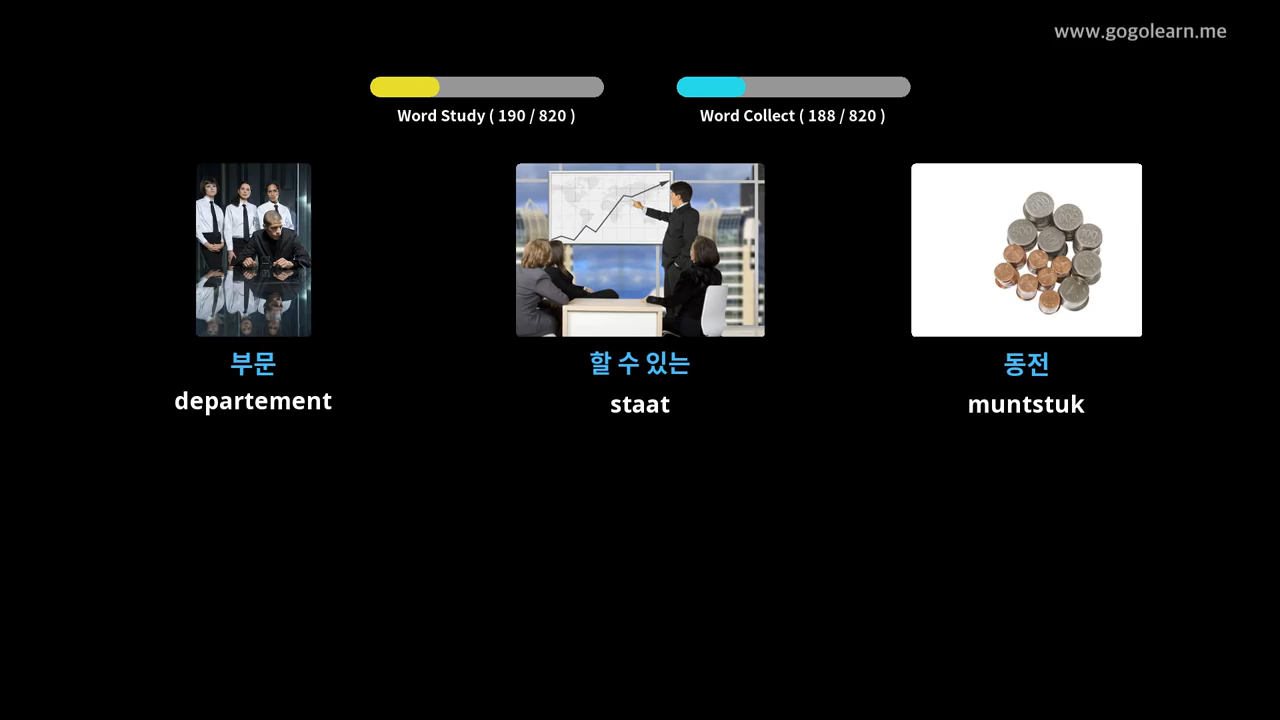 www.gogolearn.me
Word Study ( 190 / 820 )
Word Collect ( 188 / 820 )
부문
departement
할 수 있는
staat
동전
muntstuk